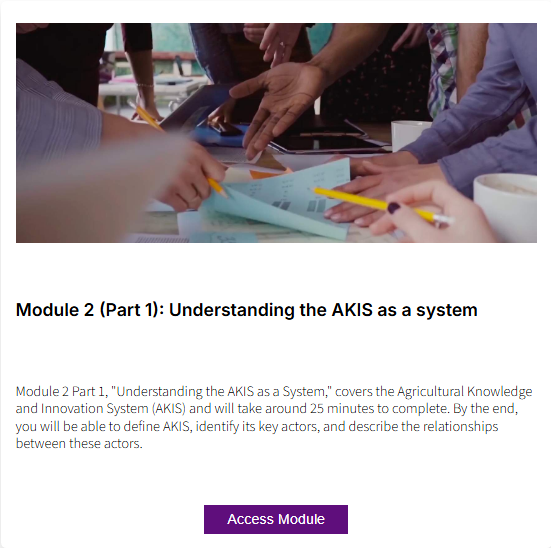 Module 2 (Part 1): Understanding the AKIS as a system
Module 2 Part 1, "Understanding the AKIS as a System," covers the Agricultural Knowledge
and Innovation System (AKIS) and will take around 25 minutes to complete. By the end,
you will be able to define AKIS, identify its key actors, and describe the relationships
between these actors.
Access Module